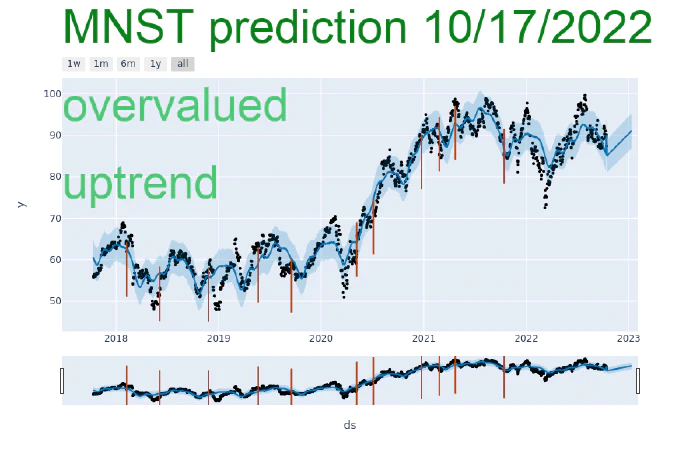 MNST prediction 10/17/2022
1w 1m 6m 1y all
overvalued
uptrend
100
90
80
70
60
50
y
2018 2019 2020 2021 2022 2023
ds